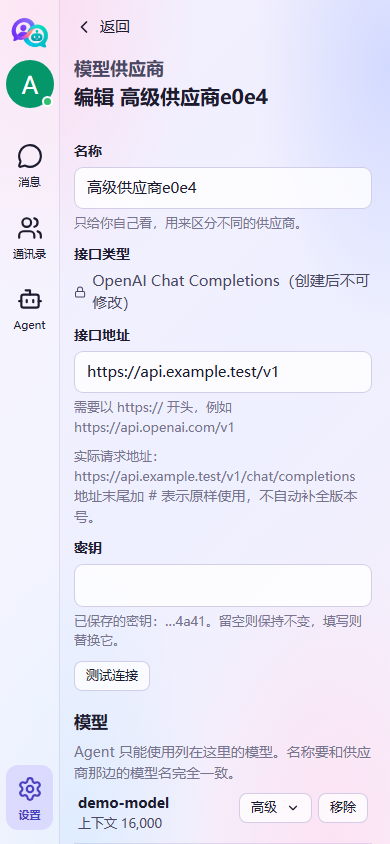 返回
A
模型供应商
编辑 高级供应商e0e4
消息
通讯录
Agent
设置
名称
高级供应商e0e4
只给你自己看，用来区分不同的供应商。
接口类型
OpenAI Chat Completions（创建后不可
修改）
接口地址
https://api.example.test/v1
需要以 https:// 开头，例如
https://api.openai.com/v1
实际请求地址：
https://api.example.test/v1/chat/completions
地址末尾加 # 表示原样使用，不自动补全版本
号。
密钥
已保存的密钥：…4a41。留空则保持不变，填写则
替换它。
测试连接
模型
Agent 只能使用列在这里的模型。名称要和供应
商那边的模型名完全一致。
demo-model
上下文 16,000
高级
移除